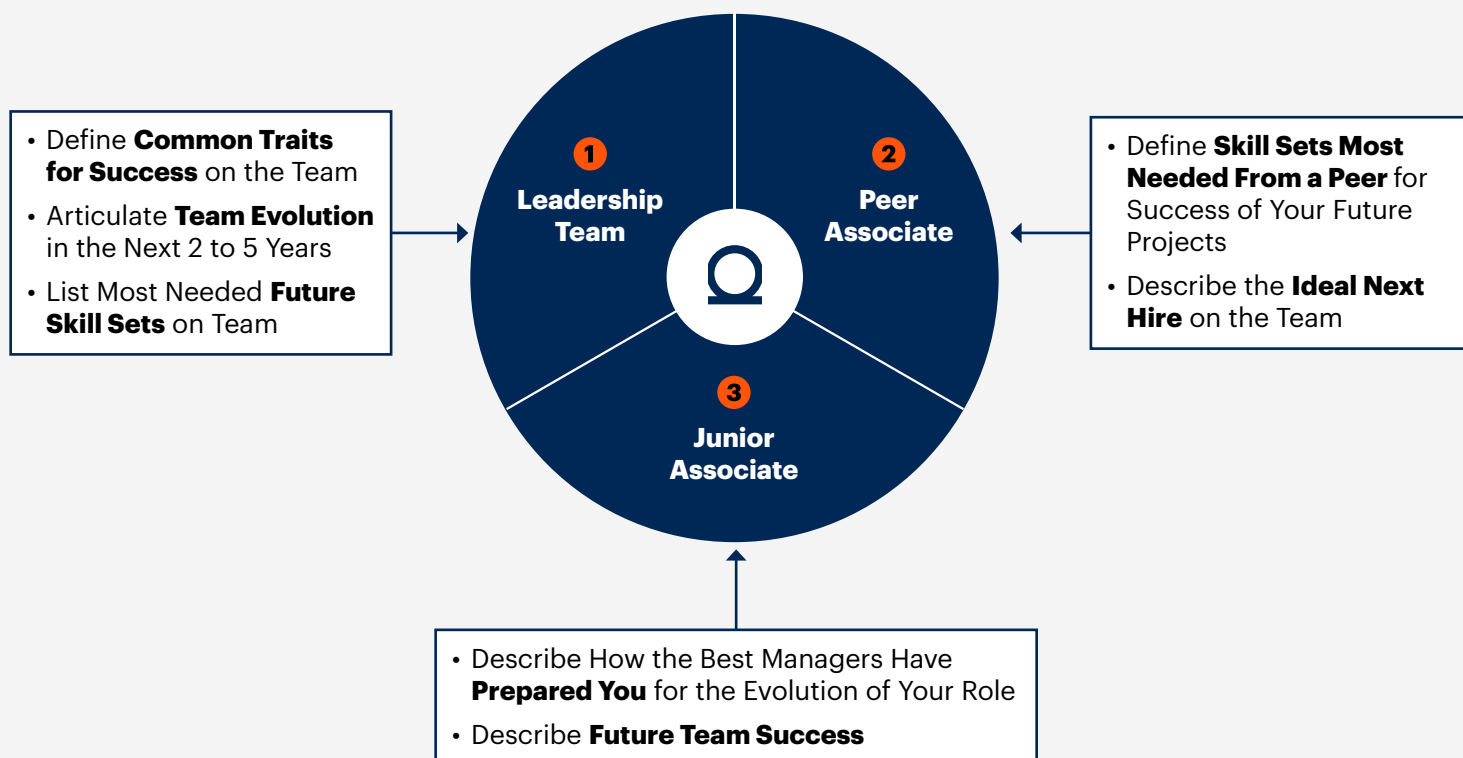 1
Leadership
Team
2
Peer
Associate
3
Junior
Associate
• Define Common Traits
for Success on the Team
• Articulate Team Evolution
in the Next 2 to 5 Years
• List Most Needed Future
Skill Sets on Team
• Define Skill Sets Most
Needed From a Peer for
Success of Your Future
Projects
• Describe the Ideal Next
Hire on the Team
• Describe How the Best Managers Have
Prepared You for the Evolution of Your Role
• Describe Future Team Success